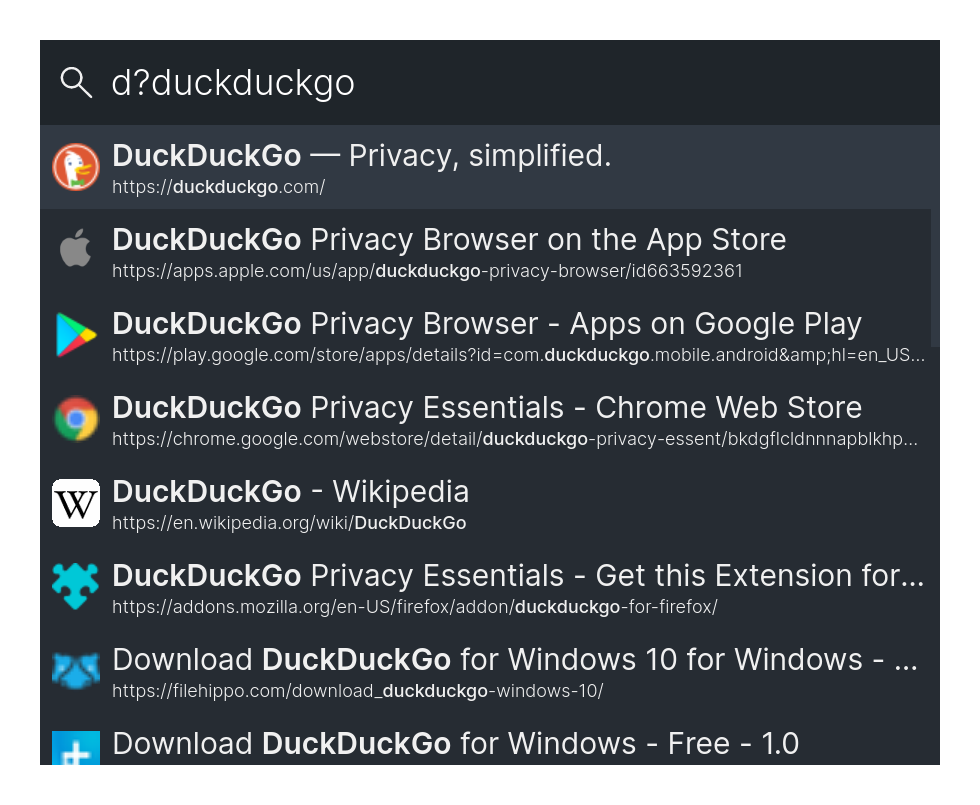 d?duckduckgo
DuckDuckGo — Privacy, simplified.
https://duckduckgo.com/
DuckDuckGo Privacy Browser on the App Store
https://apps.apple.com/us/app/duckduckgo-privacy-browser/id663592361
DuckDuckGo Privacy Browser - Apps on Google Play
https://play.google.com/store/apps/details?id=com.duckduckgo.mobile.android&amp;hl=en_US...
DuckDuckGo Privacy Essentials - Chrome Web Store
https://chrome.google.com/webstore/detail/duckduckgo-privacy-essent/bkdgflcldnnnapblkhp...
W
DuckDuckGo - Wikipedia
https://en.wikipedia.org/wiki/DuckDuckGo
DuckDuckGo Privacy Essentials - Get this Extension for...
https://addons.mozilla.org/en-US/firefox/addon/duckduckgo-for-firefox/
Download DuckDuckGo for Windows 10 for Windows - ...
https://filehippo.com/download_duckduckgo-windows-10/
Download DuckDuckGo for Windows - Free - 1.0